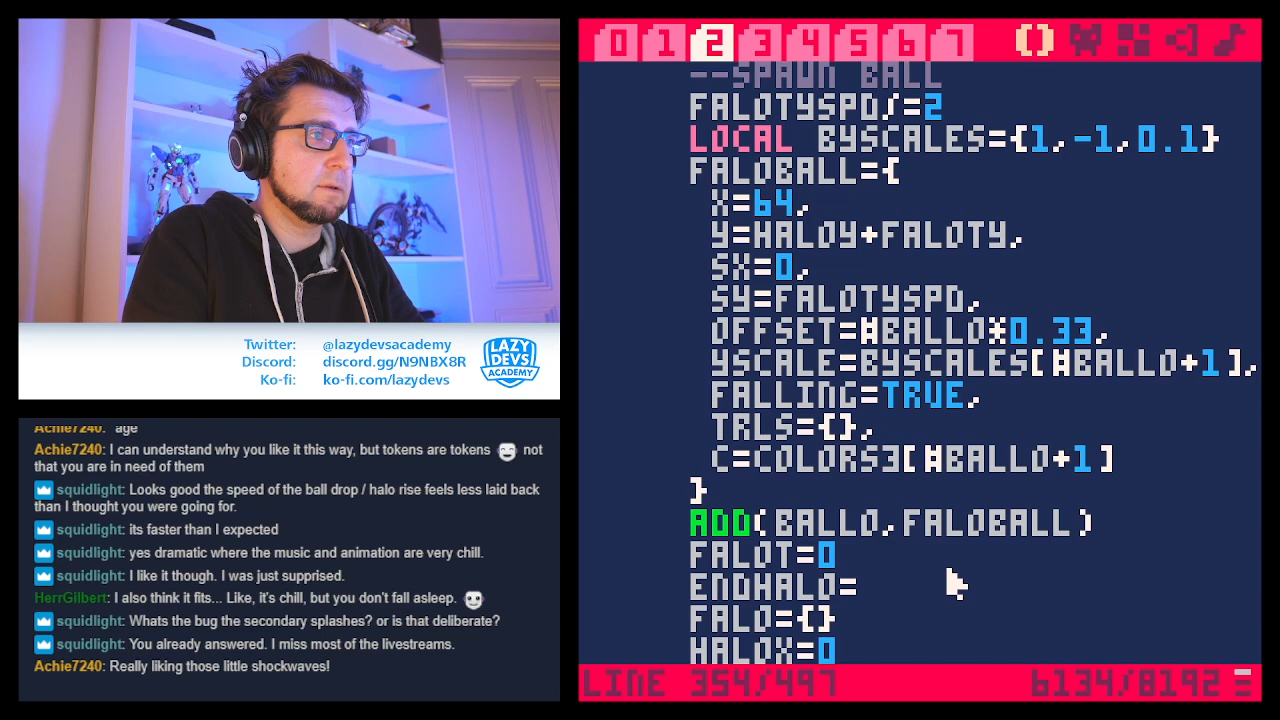 0 1 2 3 4 5 6 7 ()
--SPAWN BALL
FALOTYSPD/=2
LOCAL BYSCALES={1,-1,0.1}
FALOBALL={
X=64,
Y=HALOY+FALOTY,
SX=0,
SY=FALOTYSPD,
OFFSET=#BALLO*0.33,
YSCALE=BYSCALES[#BALLO+1],
FALLING=TRUE,
TRLS={},
C=COLORS3[#BALLO+1]
}
ADD(BALLO,FALOBALL)
FALOT=0
ENDHALO=
FALO={}
HALOX=0
LINE 354/497 6134/8192
Twitter: @lazydevsacademy
Discord: discord.gg/N9NBX8R
Ko-fi: ko-fi.com/lazydevs
LAZY
DEVS
ACADEMY
Achie7240: age
Achie7240: I can understand why you like it this way, but tokens are tokens not
that you are in need of them
squidlight: Looks good the speed of the ball drop / halo rise feels less laid back
than I thought you were going for.
squidlight: its faster than I expected
squidlight: yes dramatic where the music and animation are very chill.
squidlight: I like it though. I was just supprised.
HerrGilbert: I also think it fits... Like, it's chill, but you don't fall asleep.
squidlight: Whats the bug the secondary splashes? or is that deliberate?
squidlight: You already answered. I miss most of the livestreams.
Achie7240: Really liking those little shockwaves!